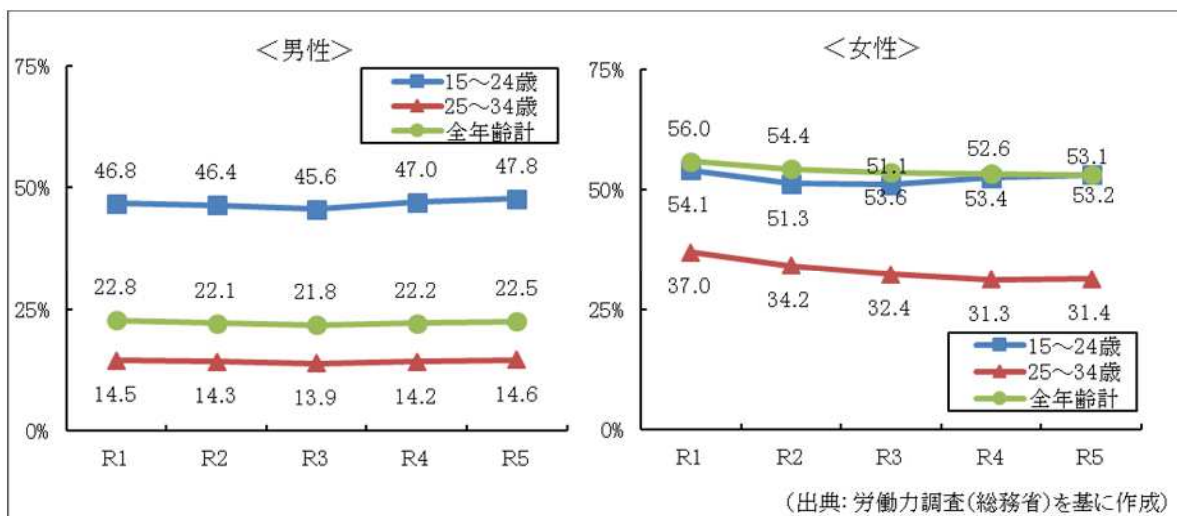 ＜男性＞
75%
50%
25%
0%
15～24歳
25～34歳
全年齢計
46.8 46.4 45.6 47.0 47.8
22.8 22.1 21.8 22.2 22.5
14.5 14.3 13.9 14.2 14.6
R1 R2 R3 R4 R5
＜女性＞
75%
50%
25%
0%
56.0 54.4 51.1 52.6 53.1
54.1 51.3 53.6 53.4 53.2
37.0 34.2 32.4 31.3 31.4
15～24歳
25～34歳
全年齢計
R1 R2 R3 R4 R5
（出典：労働力調査（総務省）を基に作成）